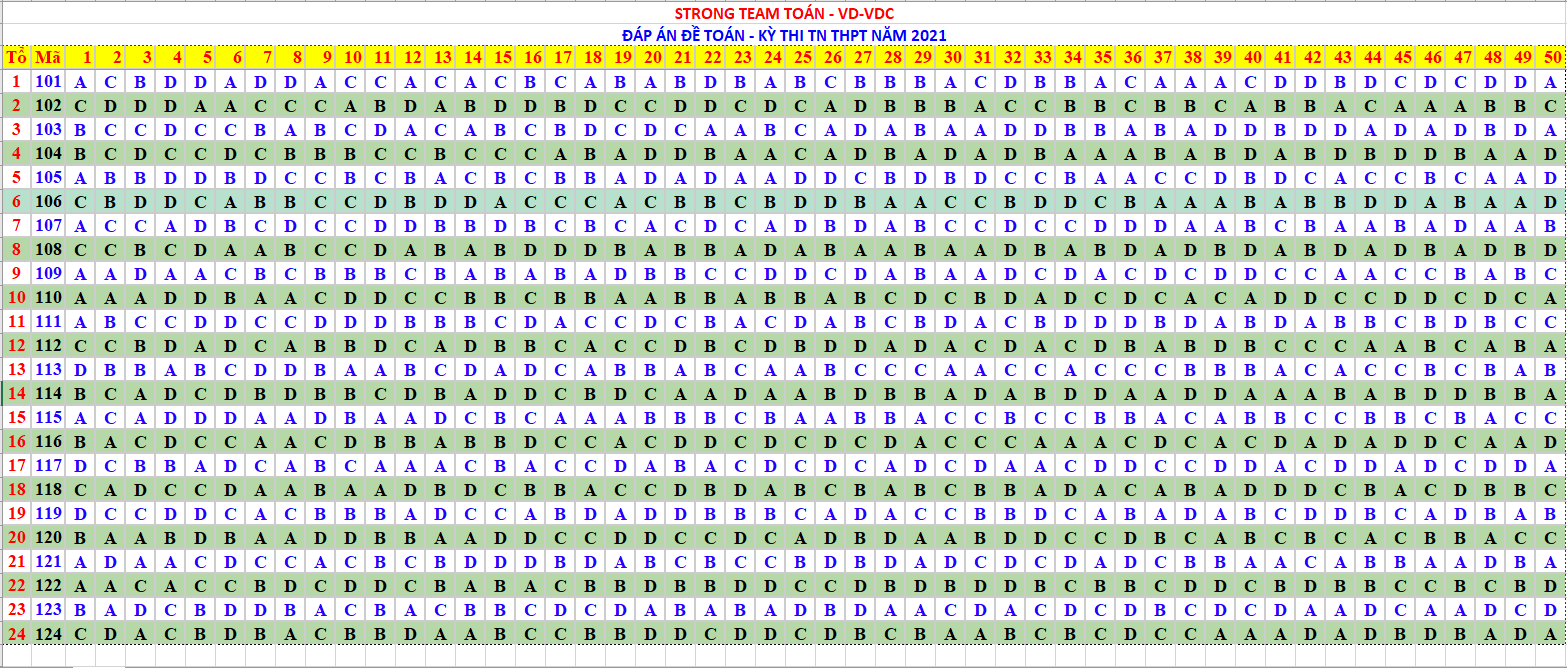 STRONG TEAM TOÁN - VD-VDC
ĐÁP ÁN ĐỀ TOÁN - KỲ THI TN THPT NĂM 2021
Tổ Mã 1 2 3 4 5 6 7 8 9 10 11 12 13 14 15 16 17 18 19 20 21 22 23 24 25 26 27 28 29 30 31 32 33 34 35 36 37 38 39 40 41 42 43 44 45 46 47 48 49 50
1 101 A C B D D A D D A C C A C A C B C A B A B D B A B C B B B A C D B B A C A A A C D D B D C D C D D A
2 102 C D D D A A C C C A B D A B D D B D C C D D C D C A D B B B A C C B B C B B C A B B A C A A A B B C
3 103 B C C D C C B A B C D A C A B C B D C D C A A B C A D A B A A D D B B A B A D D B D D A D A D B D A
4 104 B C D C C D C B B B C C B C C C A B A D D B A A C A D B A D A D B A A A B A B D A B D B D D B A A D
5 105 A B B D D B D C C B C B A C B C B B A D A D A A D D C B D B D C C B A A C C D B D C A C C B C A A D
6 106 C B D D C A B B C C D B D D A C C C A C B B C B D D B A A C C B D D C B A A A B A B B D D A B A A D
7 107 A C C A D B C D C C D D B B D B C B C A C D C A D B D A B C C D C C D D D A A B C B A A B A D A A B
8 108 C C B C D A A B C C D A B A B D D D B A B B A D A B A A B A A D B A B D A D B D A B D A D B A D B D
9 109 A A D A A C B C B B B C B A B A B A D B B C C D D C D A B A A D C D A C D C D D C C A A C C B A B C
10 110 A A A D D B A A C D D C C B B C B B A A B B A B B A B C D C B D A D C D C A C A D D C C D D C D C A
11 111 A B C C D D C C D D D B B B C D A C C D C B A C D A B C B D A C B D D D B D A B D A B B C B D B C C
12 112 C C B D A D C A B B D C A D B B C A C C D B C D B D D A D A C D A C D B A B D B C C C A A B C A B A
13 113 D B B A B C D D B A A B C D A D C A B B A B C A A B C C C A A C C A C C C B B B A C A C C B C B A B
14 114 B C A D C D B D B B C D B A D D C B D C A A D A A B D B B A D A B D D A A D D A A A B A B D D B B A
15 115 A C A D D D A A D B A A D C B C A A B B B C B A A B B A C C B C C B B A C A B B C C B B C B A C C
16 116 B A C D C C A A C D B B A B B D C C A C D D C D C D C D A C C C A A A C D C A C D A D A D D C A A D
17 117 D C B B A D C A B C A A A C B A C C D A B A C D C D C A D C D A A C D D C C D D A C D D A D C D D A
18 118 C A D C C D A A B A A D B D C B B A C C D B D A B C B A B C B B A D A C A B A D D D C B A C D B B C
19 119 D C C D D C A C B B B A D C C A B D A D D B B B C A D A C C B B D C A B A D A B C D D B C A D B A B
20 120 B A A B D B A A D D B B A A D D C C D D C C D C A D B D A A B D D C C D B C A B C B C A C B B A C C
21 121 A D A A C D C C A C B C B D D D B D A B C B C C B D B D A D C D C D A D C B B A A C A B B A A D B A
22 122 A A C A C C B D C D D C B A B A C B B D B B D D C C D B D B D D B C B B C D D C B D B B C C B C B D
23 123 B A D C B D D B A C B A C B B C D C D A B A B A D B D A A C D A C D C D B C D C D A A D C A A D C D
24 124 C D A C B D B A C B B D A A B C C B B D D C D D C D B C B A A B C B C D C C A A A D A D B D B A D A